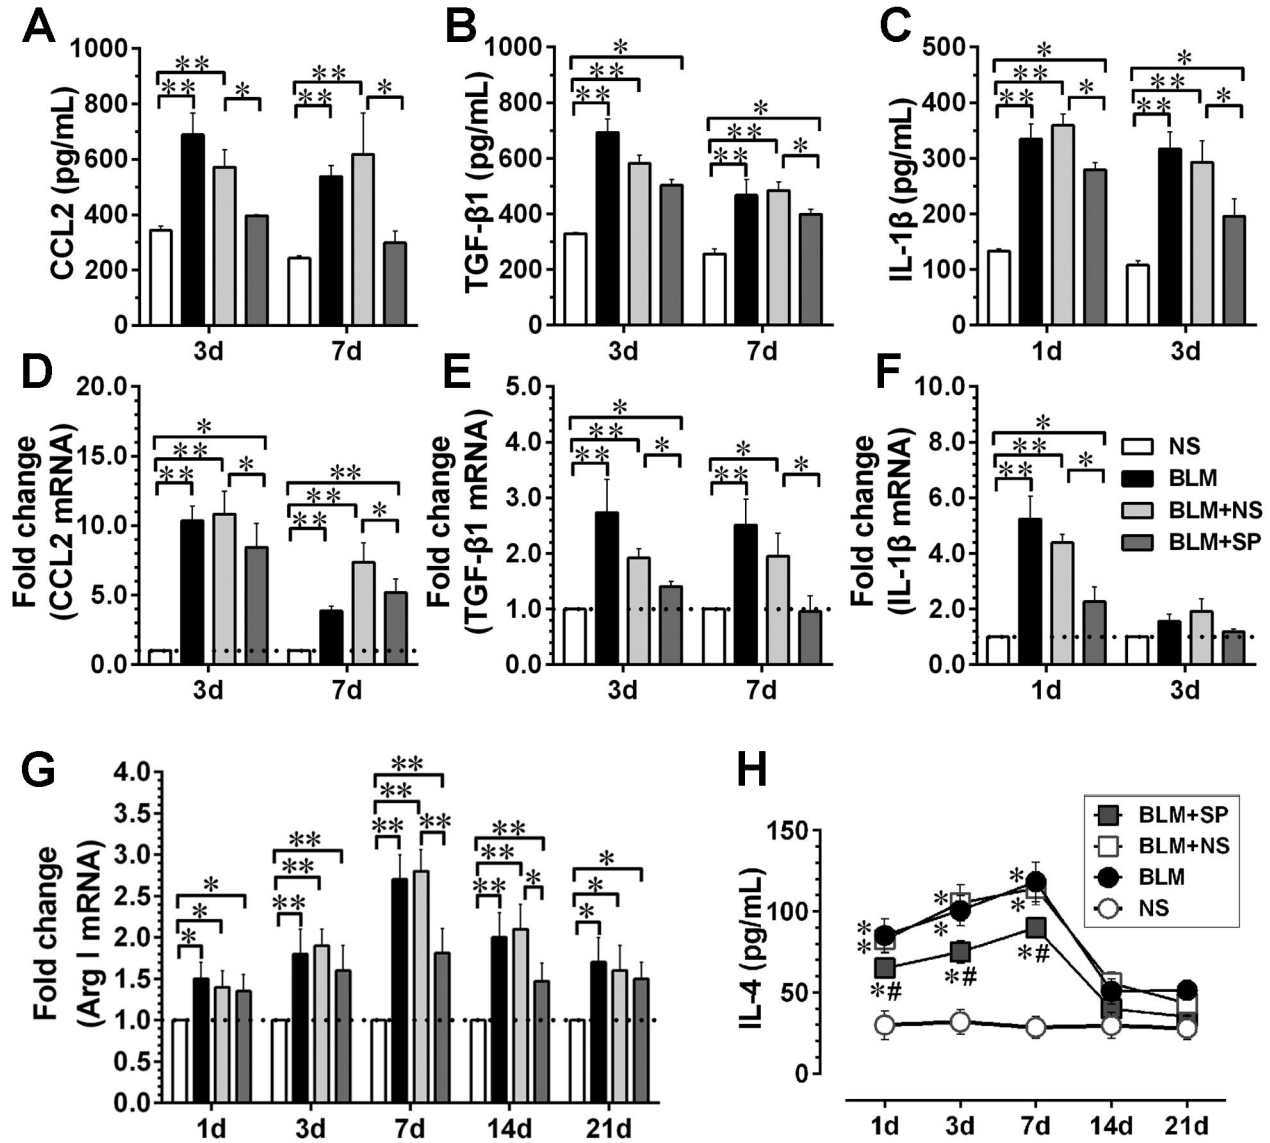 A
CCL2 (pg/mL)
1000
800
600
400
200
0
** ** *
** ** *
3d 7d
B
TGF-β1 (pg/mL)
1000
800
600
400
200
0
* ** **
* ** ** *
3d 7d
C
IL-1β (pg/mL)
500
400
300
200
100
0
* ** ** *
* ** ** *
1d 3d
D
Fold change
(CCL2 mRNA)
20.0
15.0
10.0
5.0
0.0
* ** ** *
** ** ** *
3d 7d
E
Fold change
(TGF-β1 mRNA)
5.0
4.0
3.0
2.0
1.0
0.0
* ** ** *
* ** *
3d 7d
F
Fold change
(IL-1β mRNA)
10.0
8.0
6.0
4.0
2.0
0.0
* ** ** *
1d 3d
NS
BLM
BLM+NS
BLM+SP
G
Fold change
(Arg I mRNA)
4.0
3.5
3.0
2.5
2.0
1.5
1.0
0.5
0.0
* * *
** ** **
** ** ** **
** ** ** *
* * *
1d 3d 7d 14d 21d
H
IL-4 (pg/mL)
150
100
50
0
BLM+SP
BLM+NS
BLM
NS
* * *
* * *
*# *# *#
1d 3d 7d 14d 21d